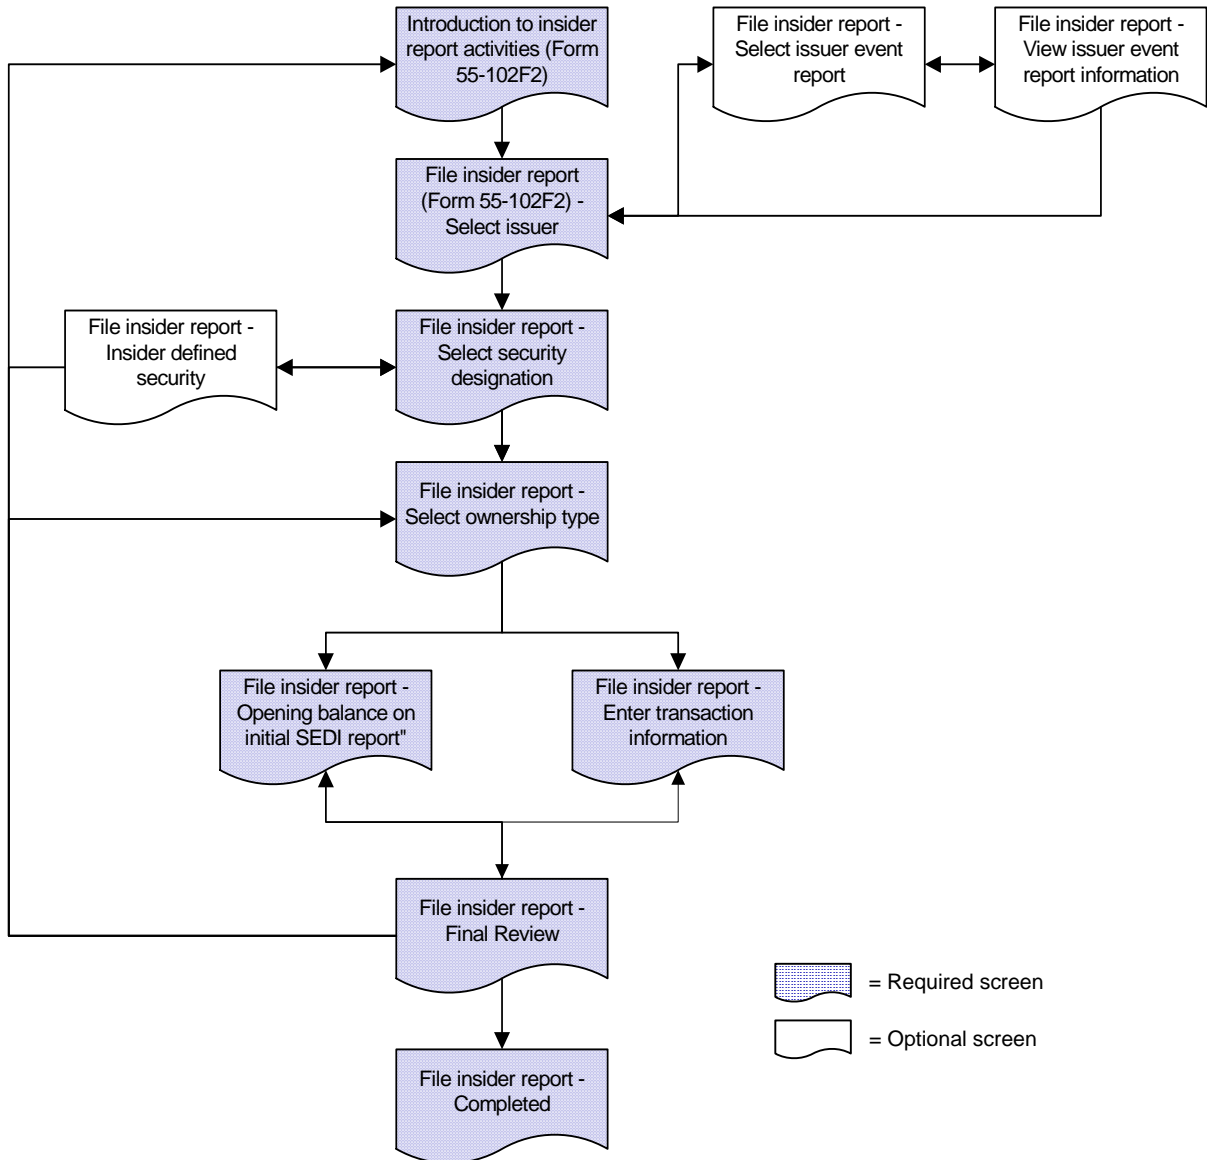 Introduction to insider
report activities (Form
55-102F2)
File insider report -
Select issuer event
report
File insider report -
View issuer event
report information
File insider report
(Form 55-102F2) -
Select issuer
File insider report -
Insider defined
security
File insider report -
Select security
designation
File insider report -
Select ownership type
File insider report -
Opening balance on
initial SEDI report"
File insider report -
Enter transaction
information
File insider report -
Final Review
= Required screen
= Optional screen
File insider report -
Completed